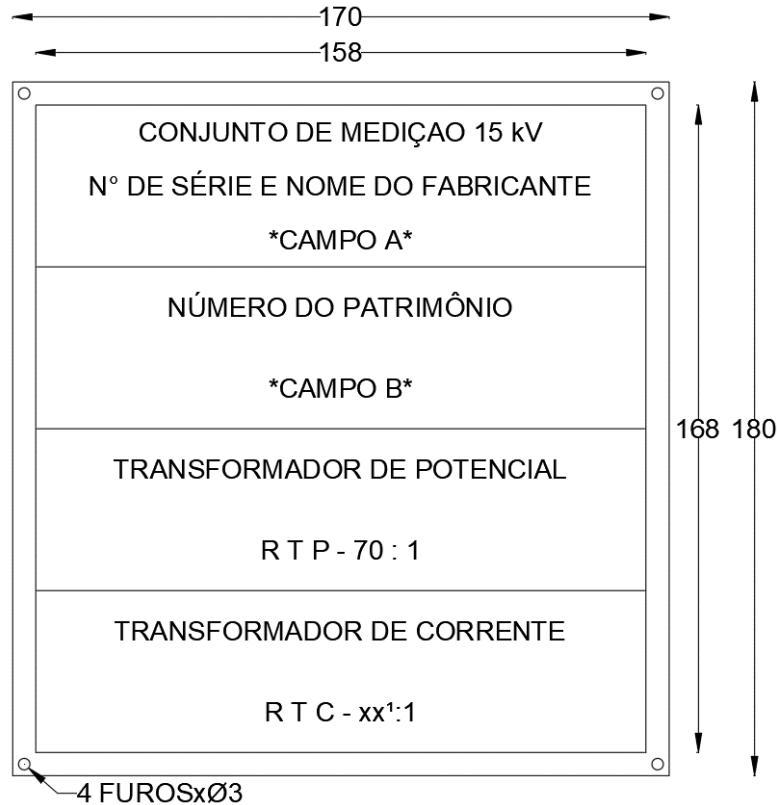 170
158
CONJUNTO DE MEDIÇAO 15 kV
N° DE SÉRIE E NOME DO FABRICANTE
*CAMPO A*
NÚMERO DO PATRIMÔNIO
*CAMPO B*
168
180
TRANSFORMADOR DE POTENCIAL
R T P - 70 : 1
TRANSFORMADOR DE CORRENTE
R T C - xx¹:1
4 FUROSxØ3